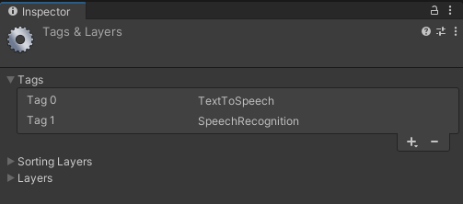 Inspector
Tags & Layers
Tags
Tag 0 TextToSpeech
Tag 1 SpeechRecognition
Sorting Layers
Layers